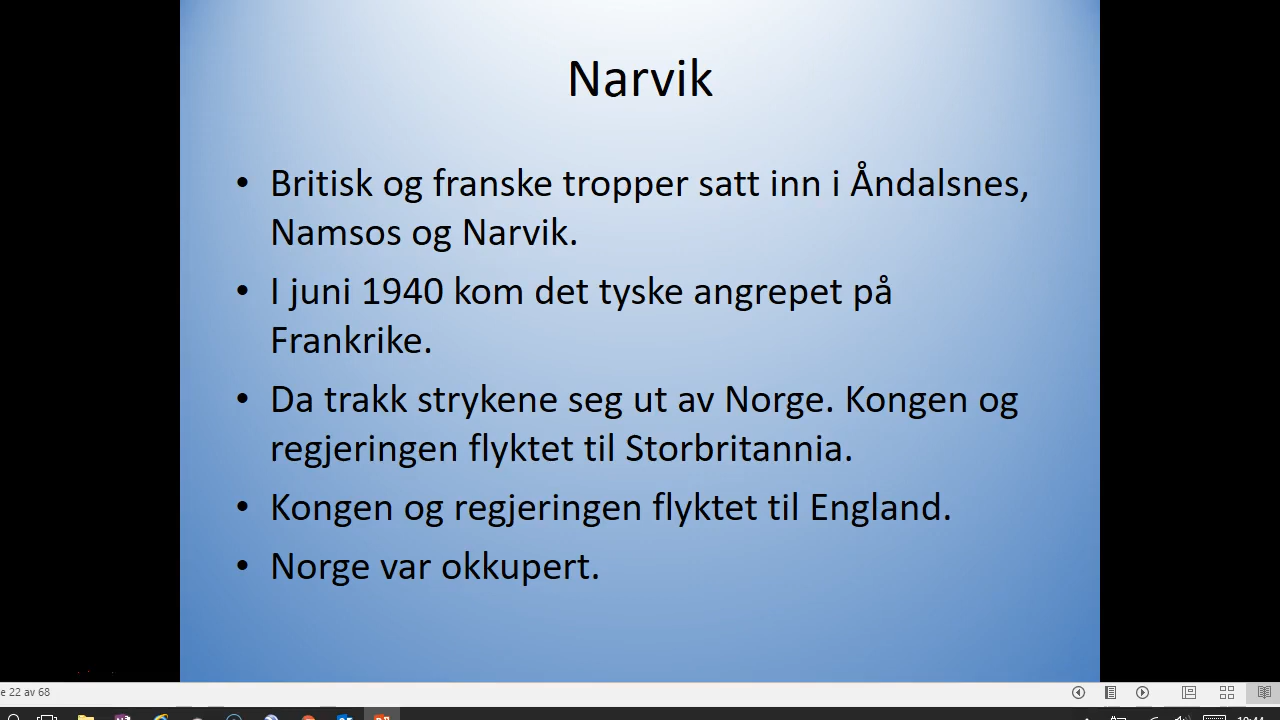 Narvik
• Britisk og franske tropper satt inn i Åndalsnes,
Namsos og Narvik.
• I juni 1940 kom det tyske angrepet på
Frankrike.
• Da trakk strykene seg ut av Norge. Kongen og
regjeringen flyktet til Storbritannia.
• Kongen og regjeringen flyktet til England.
• Norge var okkupert.
e 22 av 68